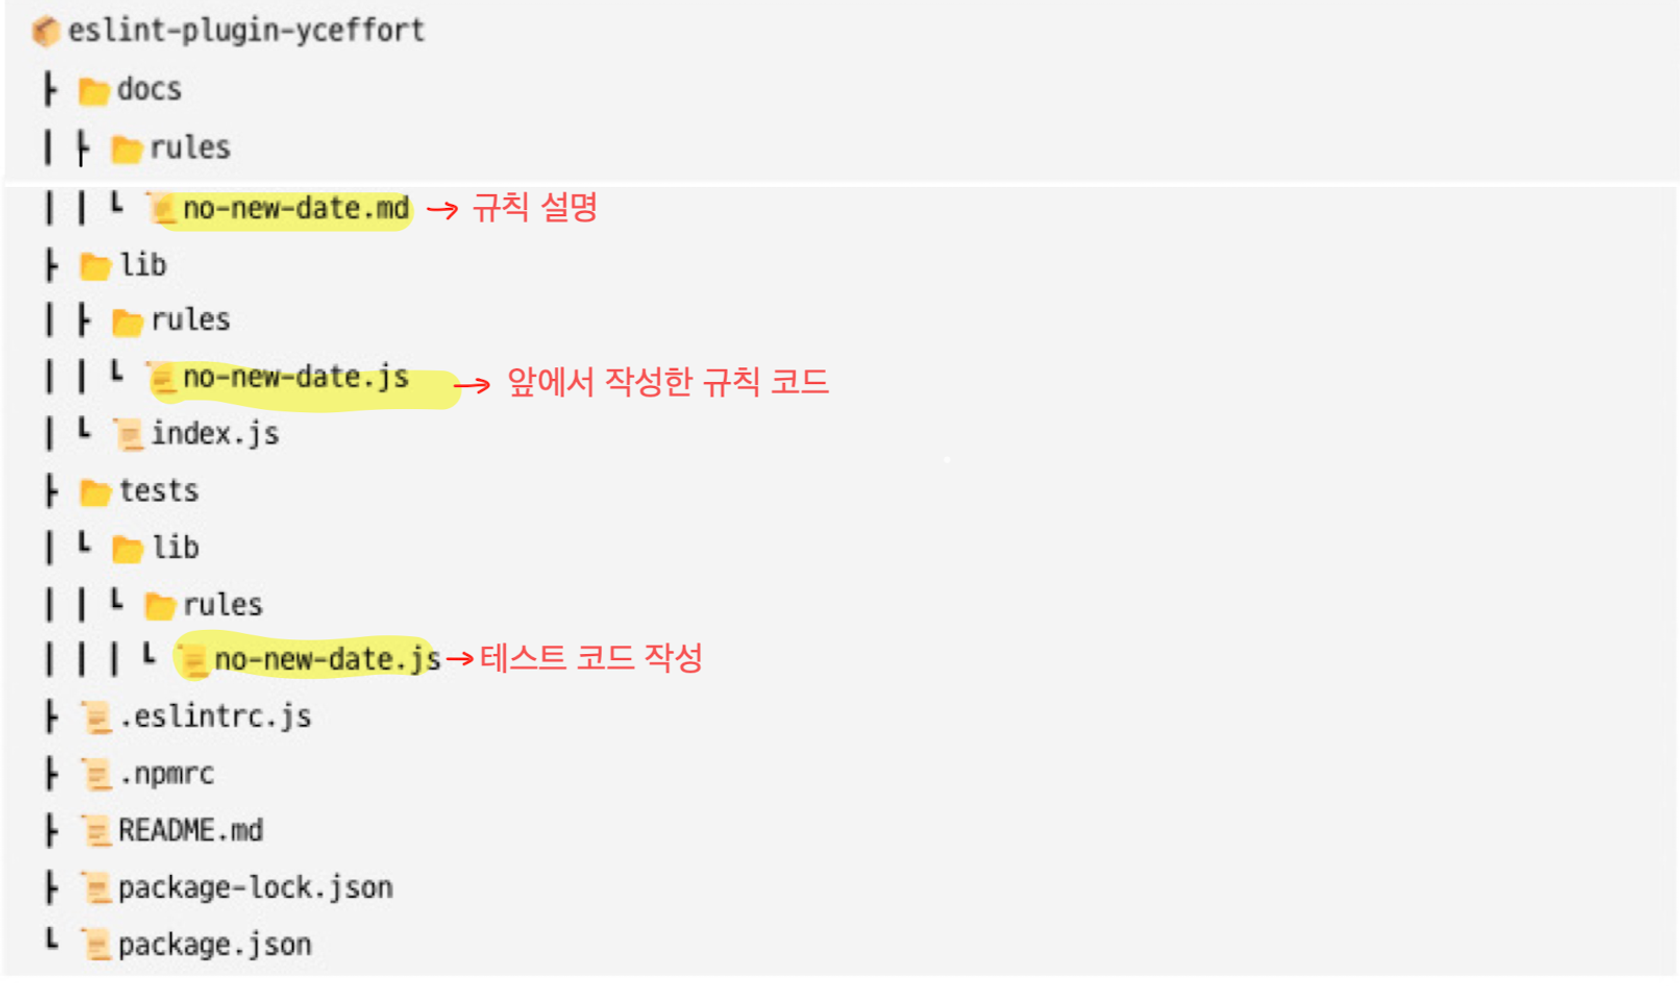 eslint-plugin-yceffort
├ docs
│ ├ rules
│ │ └ no-new-date.md → 규칙 설명
├ lib
│ ├ rules
│ │ └ no-new-date.js → 앞에서 작성한 규칙 코드
│ └ index.js
├ tests
│ └ lib
│ │ └ rules
│ │ │ └ no-new-date.js → 테스트 코드 작성
├ .eslintrc.js
├ .npmrc
├ README.md
├ package-lock.json
└ package.json